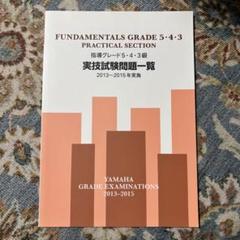 FUNDAMENTALS GRADE 5・4・3
PRACTICAL SECTION
指導グレード5・4・3級
実技試験問題一覧
2013〜2015年実施
YAMAHA
GRADE EXAMINATIONS
2013-2015